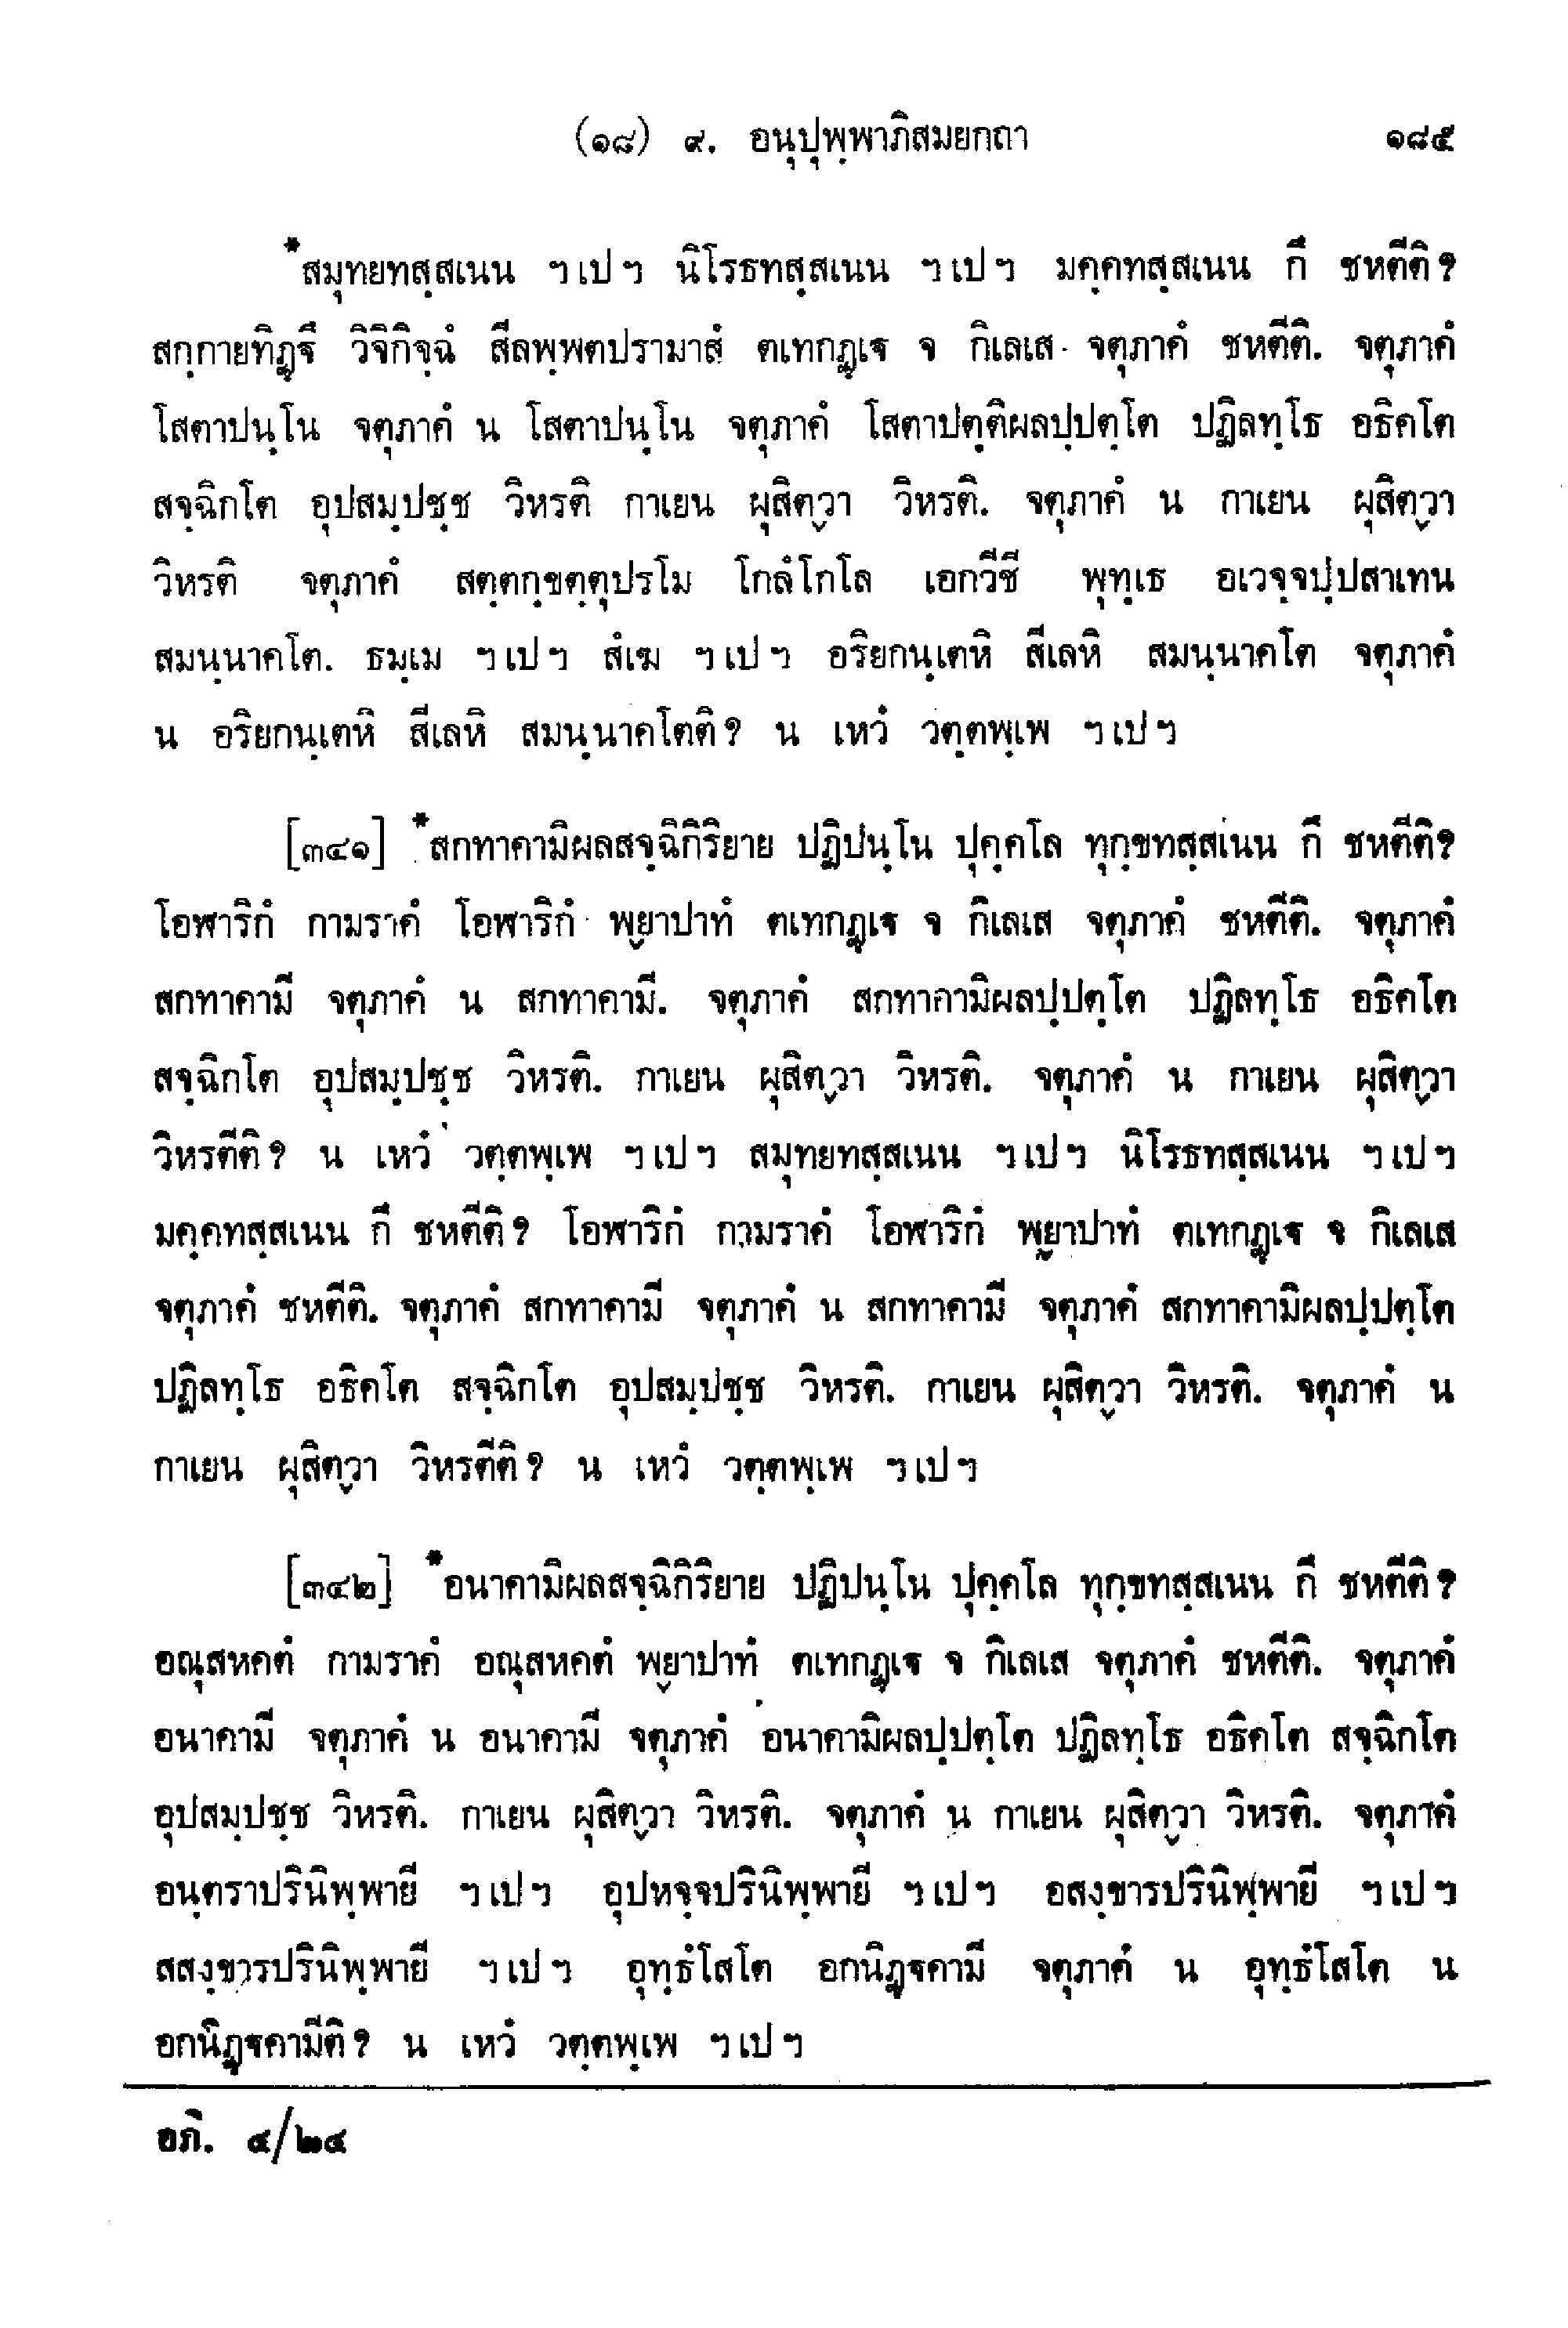 (๑๘) ๙. อนุปุพฺพาภิสมยกถา ๑๘๕
*สมุทยทสฺสเนน ฯเปฯ นิโรธทสฺสเนน ฯเปฯ มคฺคทสฺสเนน กึ ชหตีติ?
สกฺกายทิฏฺฐึ วิจิกิจฺฉํ สีลพฺพตปรามาสํ ตเทกฏฺเฐ จ กิเลเส จตุภาคํ ชหตีติ. จตุภาคํ
โสตาปนฺโน จตุภาคํ น โสตาปนฺโน จตุภาคํ โสตาปตฺติผลปฺปตฺโต ปฏิลทฺโธ อธิคโต
สจฺฉิกโต อุปสมฺปชฺช วิหรติ กาเยน ผุสิตฺวา วิหรติ. จตุภาคํ น กาเยน ผุสิตฺวา
วิหรติ จตุภาคํ สตฺตกฺขตฺตุปรโม โกลํโกโล เอกวีชี พุทฺเธ อเวจฺจปฺปสาเทน
สมนฺนาคโต. ธมฺเม ฯเปฯ สํเฆ ฯเปฯ อริยกนฺเตหิ สีเลหิ สมนฺนาคโต จตุภาคํ
น อริยกนฺเตหิ สีเลหิ สมนฺนาคโตติ? น เหวํ วตฺตพฺเพ ฯเปฯ
[๓๔๑] *สกทาคามิผลสจฺฉิกิริยาย ปฏิปนฺโน ปุคฺคโล ทุกฺขทสฺสเนน กึ ชหตีติ?
โอฬาริกํ กามราคํ โอฬาริกํ พฺยาปาทํ ตเทกฏฺเฐ จ กิเลเส จตุภาคํ ชหตีติ. จตุภาคํ
สกทาคามี จตุภาคํ น สกทาคามี. จตุภาคํ สกทาคามิผลปฺปตฺโต ปฏิลทฺโธ อธิคโต
สจฺฉิกโต อุปสมฺปชฺช วิหรติ. กาเยน ผุสิตฺวา วิหรติ. จตุภาคํ น กาเยน ผุสิตฺวา
วิหรตีติ? น เหวํ วตฺตพฺเพ ฯเปฯ สมุทยทสฺสเนน ฯเปฯ นิโรธทสฺสเนน ฯเปฯ
มคฺคทสฺสเนน กึ ชหตีติ? โอฬาริกํ กามราคํ โอฬาริกํ พฺยาปาทํ ตเทกฏฺเฐ จ กิเลเส
จตุภาคํ ชหตีติ. จตุภาคํ สกทาคามี จตุภาคํ น สกทาคามี จตุภาคํ สกทาคามิผลปฺปตฺโต
ปฏิลทฺโธ อธิคโต สจฺฉิกโต อุปสมฺปชฺช วิหรติ. กาเยน ผุสิตฺวา วิหรติ. จตุภาคํ น
กาเยน ผุสิตฺวา วิหรตีติ? น เหวํ วตฺตพฺเพ ฯเปฯ
[๓๔๒] *อนาคามิผลสจฺฉิกิริยาย ปฏิปนฺโน ปุคฺคโล ทุกฺขทสฺสเนน กึ ชหตีติ?
อณุสหคตํ กามราคํ อณุสหคตํ พฺยาปาทํ ตเทกฏฺเฐ จ กิเลเส จตุภาคํ ชหตีติ. จตุภาคํ
อนาคามี จตุภาคํ น อนาคามี จตุภาคํ อนาคามิผลปฺปตฺโต ปฏิลทฺโธ อธิคโต สจฺฉิกโต
อุปสมฺปชฺช วิหรติ. กาเยน ผุสิตฺวา วิหรติ. จตุภาคํ น กาเยน ผุสิตฺวา วิหรติ. จตุภาคํ
อนฺตราปรินิพฺพายี ฯเปฯ อุปหจฺจปรินิพฺพายี ฯเปฯ อสงฺขารปรินิพฺพายี ฯเปฯ
สสงฺขารปรินิพฺพายี ฯเปฯ อุทฺธํโสโต อกนิฏฺฐคามี จตุภาคํ น อุทฺธํโสโต น
อกนิฏฺฐคามีติ? น เหวํ วตฺตพฺเพ ฯเปฯ
อภิ. ๔/๒๔